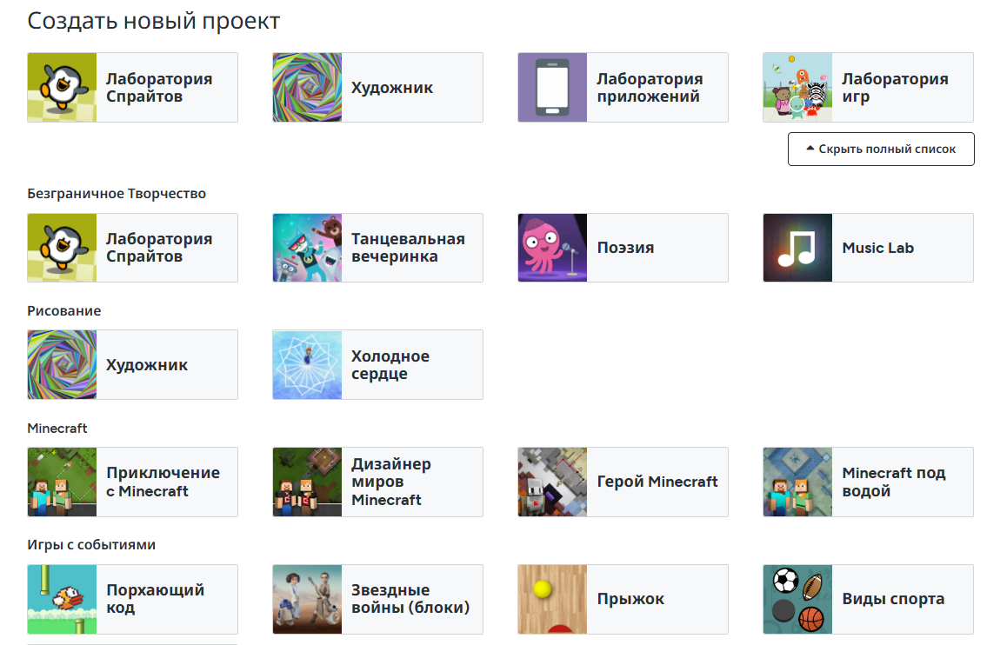 Создать новый проект
Лаборатория
Спрайтов
Художник
Лаборатория
приложений
Лаборатория
игр
Скрыть полный список
Безграничное Творчество
Лаборатория
Спрайтов
Танцевальная
вечеринка
Поэзия
Music Lab
Рисование
Художник
Холодное
сердце
Minecraft
Приключение
с Minecraft
Дизайнер
миров
Minecraft
Герой Minecraft
Minecraft под
водой
Игры с событиями
Порхающий
код
Звездные
войны (блоки)
Прыжок
Виды спорта